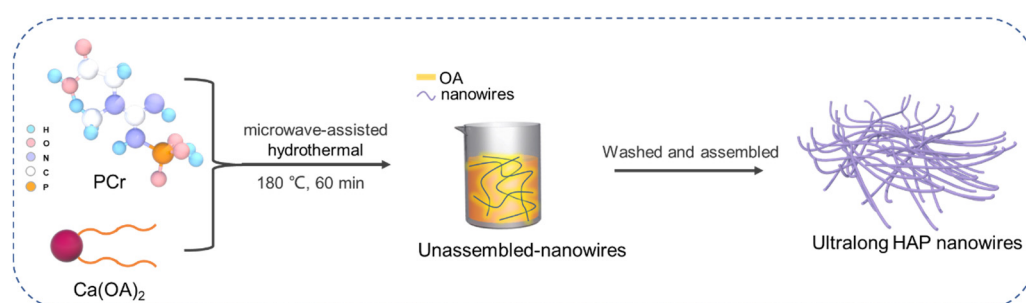 H
O
N
C
P
PCr
Ca(OA)₂
microwave-assisted
hydrothermal
180 ℃, 60 min
OA
nanowires
Unassembled-nanowires
Washed and assembled
Ultralong HAP nanowires